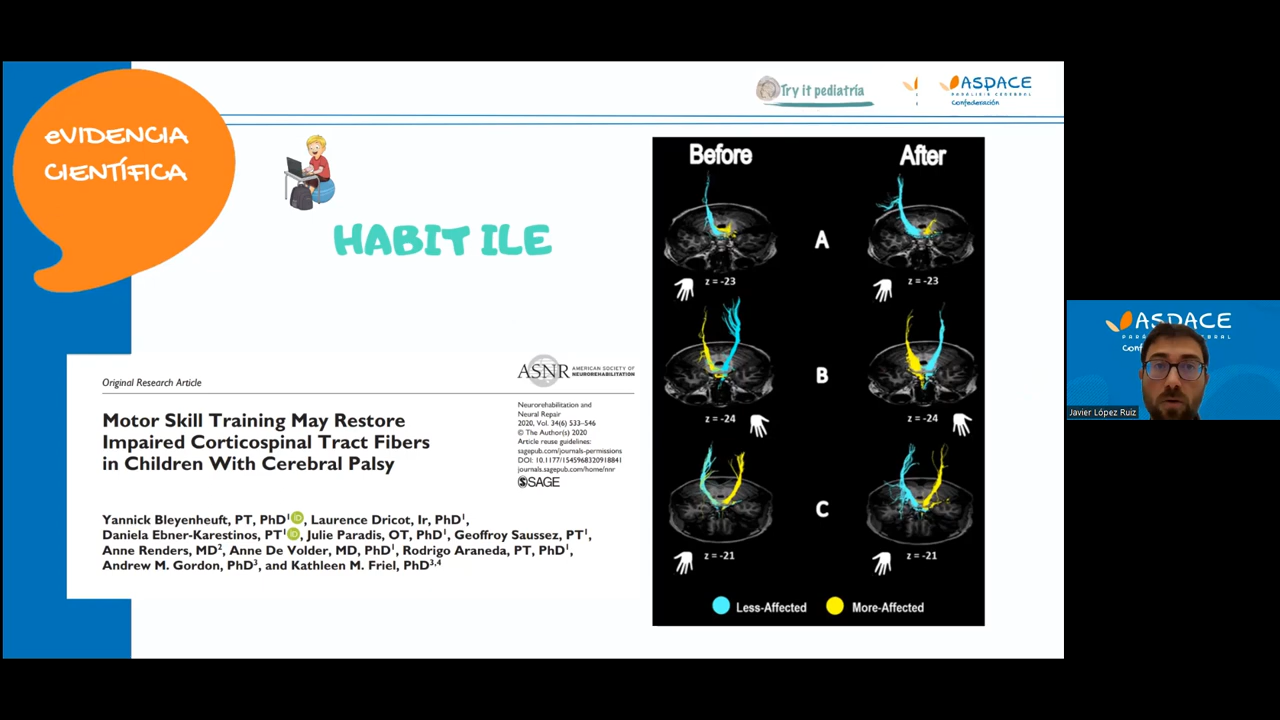 eVIDENCIA
CIENTÍFICA
Try it pediatría
ASPACE
PARÁLISIS CEREBRAL
Confederación
HABIT ILE
Original Research Article
ASNR AMERICAN SOCIETY OF
NEUROREHABILITATION
Motor Skill Training May Restore
Impaired Corticospinal Tract Fibers
in Children With Cerebral Palsy
Neurorehabilitation and
Neural Repair
2020, Vol. 34(6) 533–546
© The Author(s) 2020
Article reuse guidelines:
sagepub.com/journals-permissions
DOI: 10.1177/1545968320918841
journals.sagepub.com/home/nnr
SAGE
Yannick Bleyenheuft, PT, PhD1 iD, Laurence Dricot, Ir, PhD1,
Daniela Ebner-Karestinos, PT1 iD, Julie Paradis, OT, PhD1, Geoffroy Saussez, PT1,
Anne Renders, MD2, Anne De Volder, MD, PhD1, Rodrigo Araneda, PT, PhD1,
Andrew M. Gordon, PhD3, and Kathleen M. Friel, PhD3,4
Before After
A
z = -23 z = -23
B
z = -24 z = -24
C
z = -21 z = -21
Less-Affected More-Affected
ASPACE
Javier López Ruiz